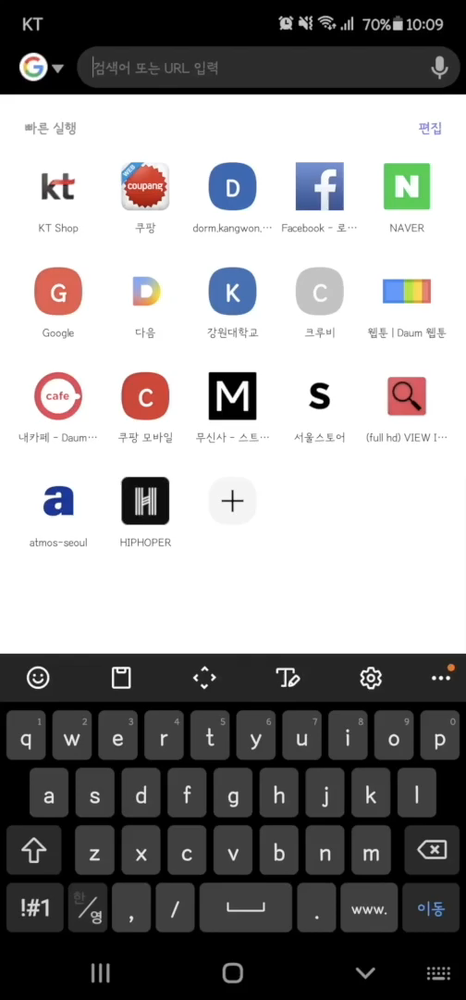 KT 70% 10:09
검색어 또는 URL 입력
빠른 실행 편집
kt WEB coupang D f N
KT Shop 쿠팡 dorm.kangwon.… Facebook - 로… NAVER
G D K C
Google 다음 강원대학교 크루비 웹툰 | Daum 웹툰
cafe C M S
내카페 - Daum… 쿠팡 모바일 무신사 - 스트… 서울스토어 (full hd) VIEW I…
a H
atmos-seoul HIPHOPER
1 2 3 4 5 6 7 8 9 0
q w e r t y u i o p
a s d f g h j k l
z x c v b n m
!#1 한/영 , / . www. 이동